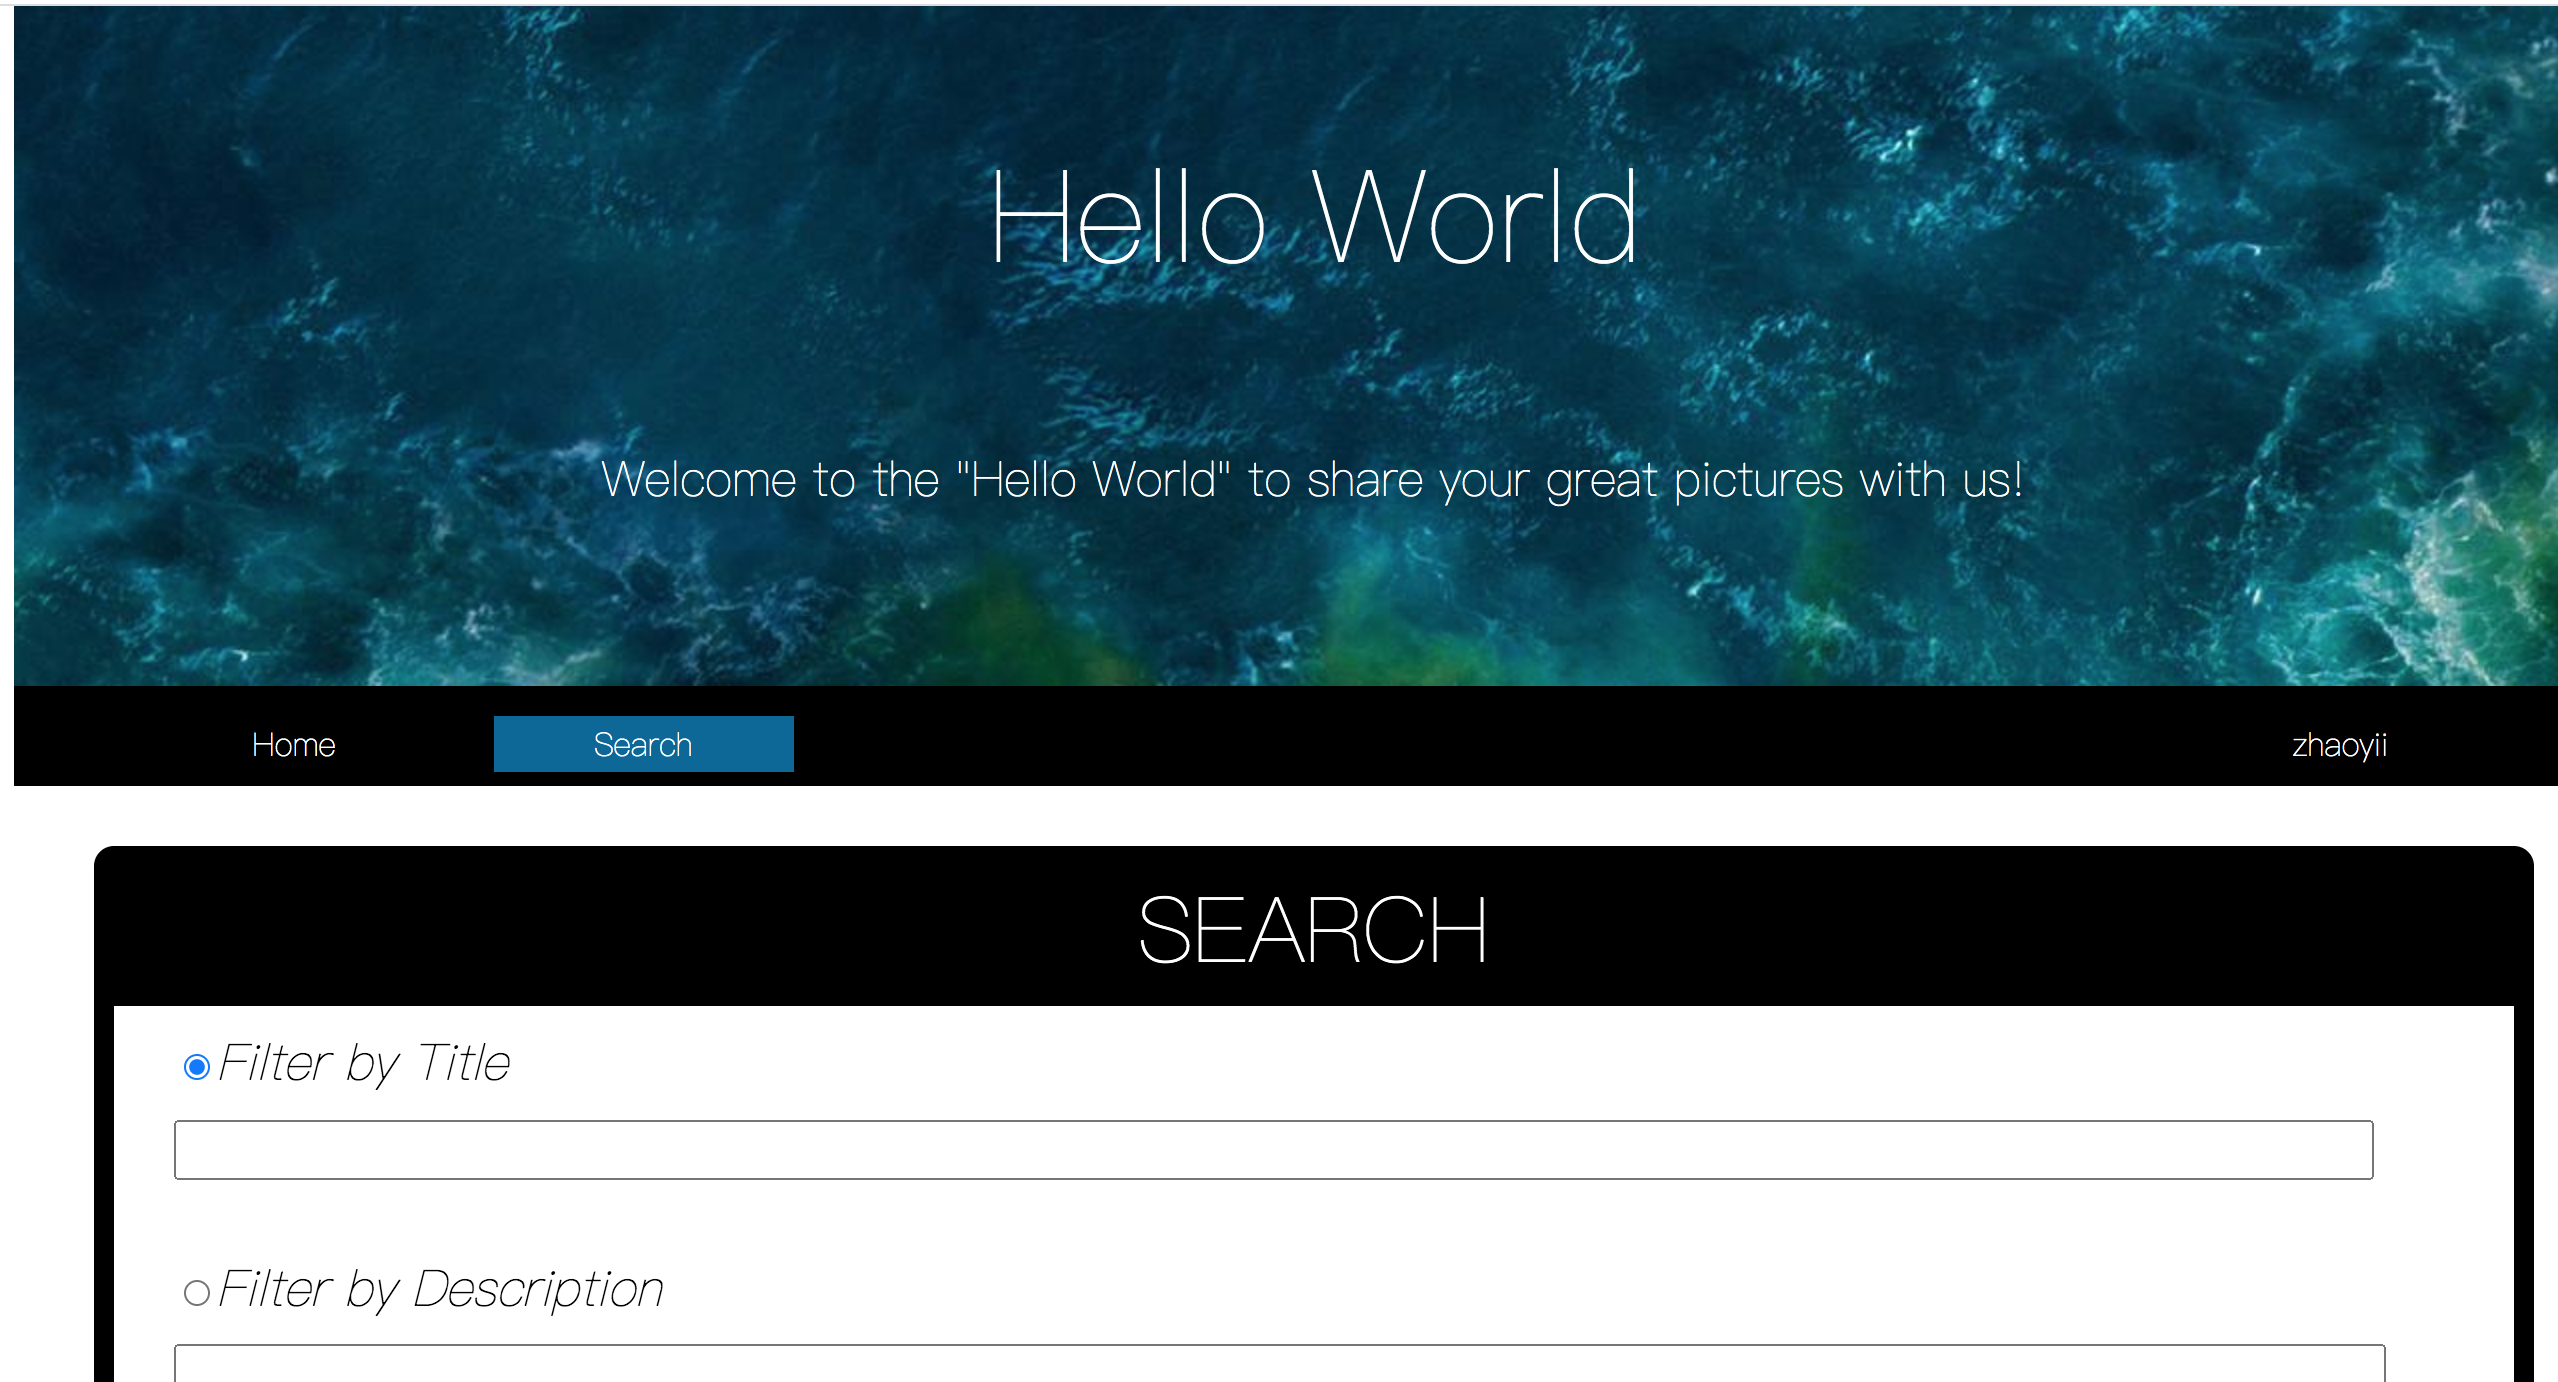 Hello World
Welcome to the "Hello World" to share your great pictures with us!
Home Search zhaoyii
SEARCH
Filter by Title
Filter by Description